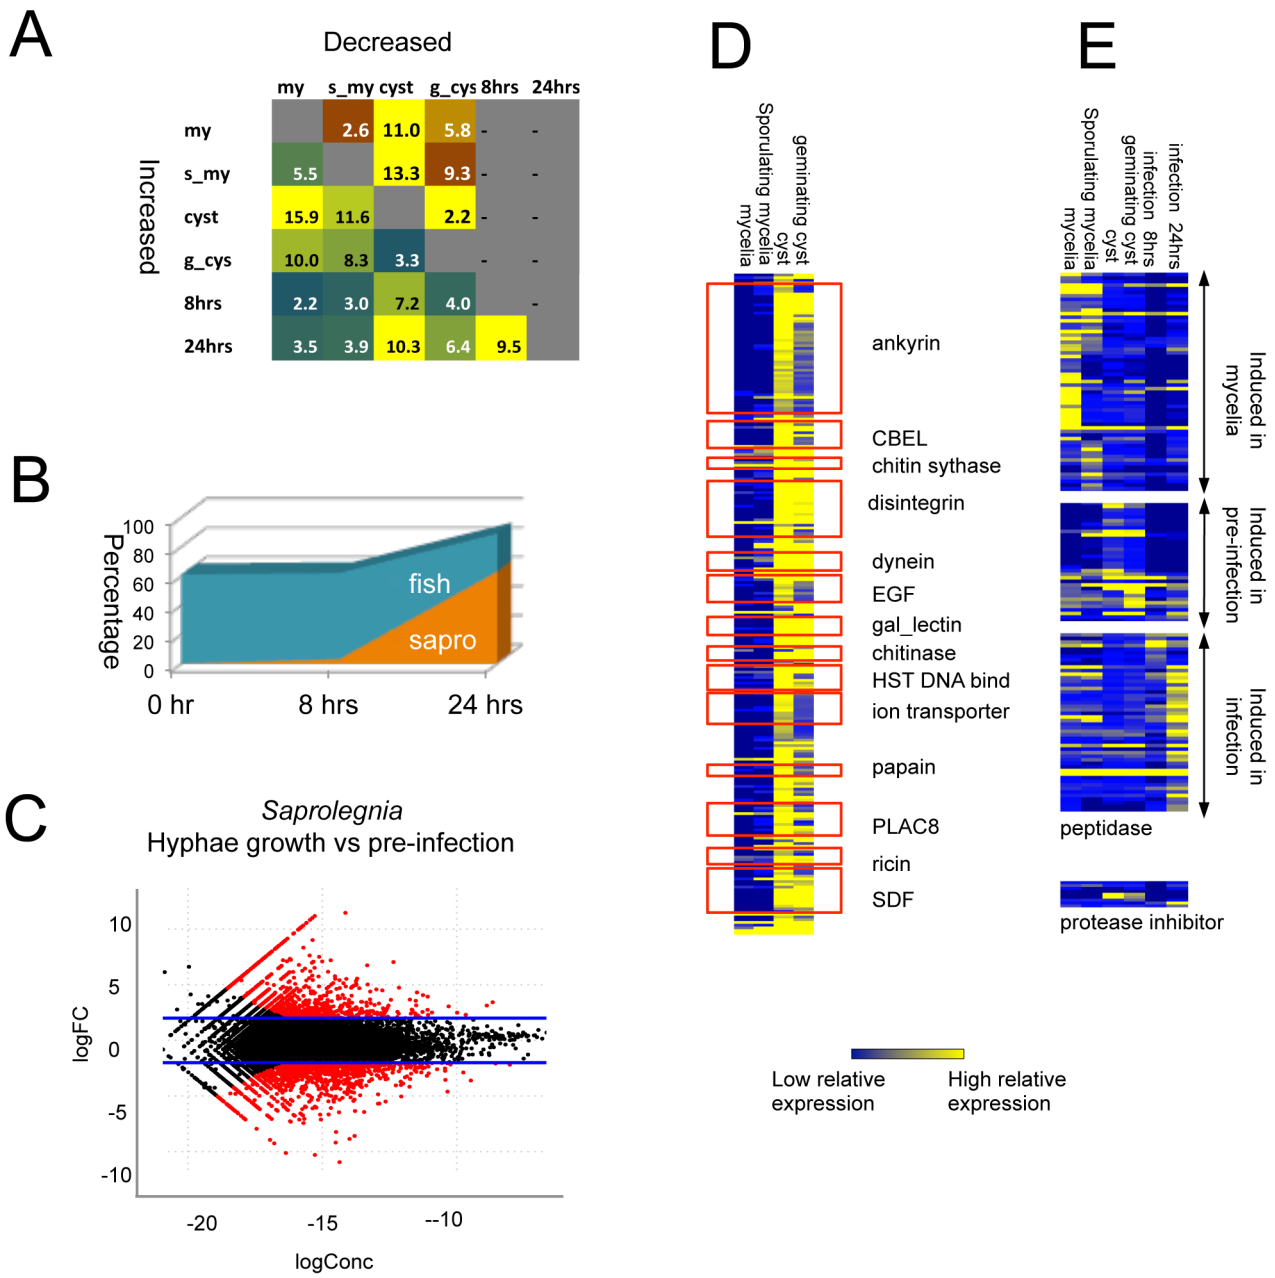 A
Decreased
my s_my cyst g_cys 8hrs 24hrs
Increased
my 2.6 11.0 5.8 - -
s_my 5.5 13.3 9.3 - -
cyst 15.9 11.6 2.2 - -
g_cys 10.0 8.3 3.3 - -
8hrs 2.2 3.0 7.2 4.0 -
24hrs 3.5 3.9 10.3 6.4 9.5
B
Percentage
100
80
60
40
20
0
fish
sapro
0 hr 8 hrs 24 hrs
C
Saprolegnia
Hyphae growth vs pre-infection
logFC
10
5
0
-5
-10
-20 -15 --10
logConc
D
mycelia
Sporulating mycelia
cyst
geminating cyst
ankyrin
CBEL
chitin sythase
disintegrin
dynein
EGF
gal_lectin
chitinase
HST DNA bind
ion transporter
papain
PLAC8
ricin
SDF
E
mycelia
Sporulating mycelia
cyst
geminating cyst
infection 8hrs
infection 24hrs
Induced in
mycelia
Induced in
pre-infection
Induced in
infection
peptidase
protease inhibitor
Low relative
expression
High relative
expression